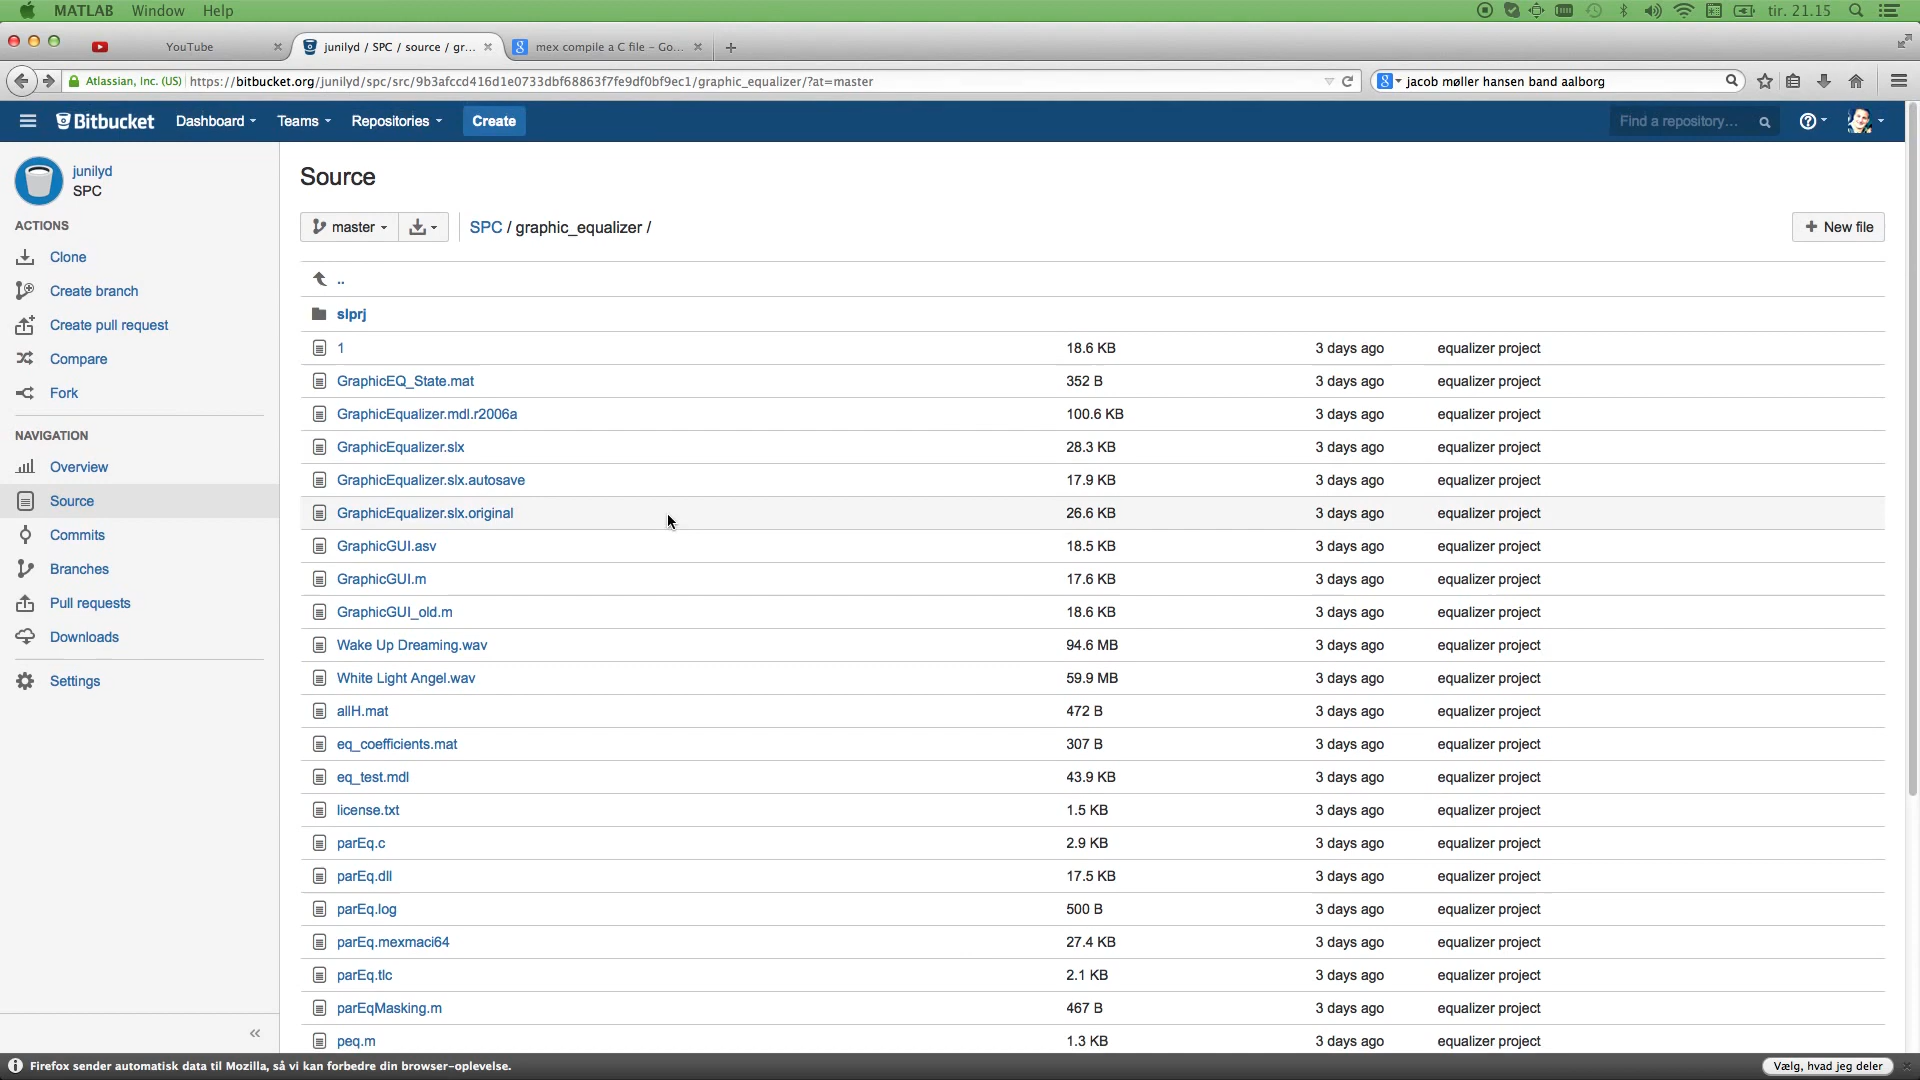 MATLAB Window Help tir. 21.15
YouTube junilyd / SPC / source / gr... mex compile a C file – Go...
Atlassian, Inc. (US) https://bitbucket.org/junilyd/spc/src/9b3afccd416d1e0733dbf68863f7fe9df0bf9ec1/graphic_equalizer/?at=master jacob møller hansen band aalborg
Bitbucket Dashboard Teams Repositories Create Find a repository...
junilyd
SPC
ACTIONS
Clone
Create branch
Create pull request
Compare
Fork
NAVIGATION
Overview
Source
Commits
Branches
Pull requests
Downloads
Settings
Source
master SPC / graphic_equalizer / + New file
..
slprj
1 18.6 KB 3 days ago equalizer project
GraphicEQ_State.mat 352 B 3 days ago equalizer project
GraphicEqualizer.mdl.r2006a 100.6 KB 3 days ago equalizer project
GraphicEqualizer.slx 28.3 KB 3 days ago equalizer project
GraphicEqualizer.slx.autosave 17.9 KB 3 days ago equalizer project
GraphicEqualizer.slx.original 26.6 KB 3 days ago equalizer project
GraphicGUI.asv 18.5 KB 3 days ago equalizer project
GraphicGUI.m 17.6 KB 3 days ago equalizer project
GraphicGUI_old.m 18.6 KB 3 days ago equalizer project
Wake Up Dreaming.wav 94.6 MB 3 days ago equalizer project
White Light Angel.wav 59.9 MB 3 days ago equalizer project
allH.mat 472 B 3 days ago equalizer project
eq_coefficients.mat 307 B 3 days ago equalizer project
eq_test.mdl 43.9 KB 3 days ago equalizer project
license.txt 1.5 KB 3 days ago equalizer project
parEq.c 2.9 KB 3 days ago equalizer project
parEq.dll 17.5 KB 3 days ago equalizer project
parEq.log 500 B 3 days ago equalizer project
parEq.mexmaci64 27.4 KB 3 days ago equalizer project
parEq.tlc 2.1 KB 3 days ago equalizer project
parEqMasking.m 467 B 3 days ago equalizer project
peq.m 1.3 KB 3 days ago equalizer project
Firefox sender automatisk data til Mozilla, så vi kan forbedre din browser-oplevelse. Vælg, hvad jeg deler